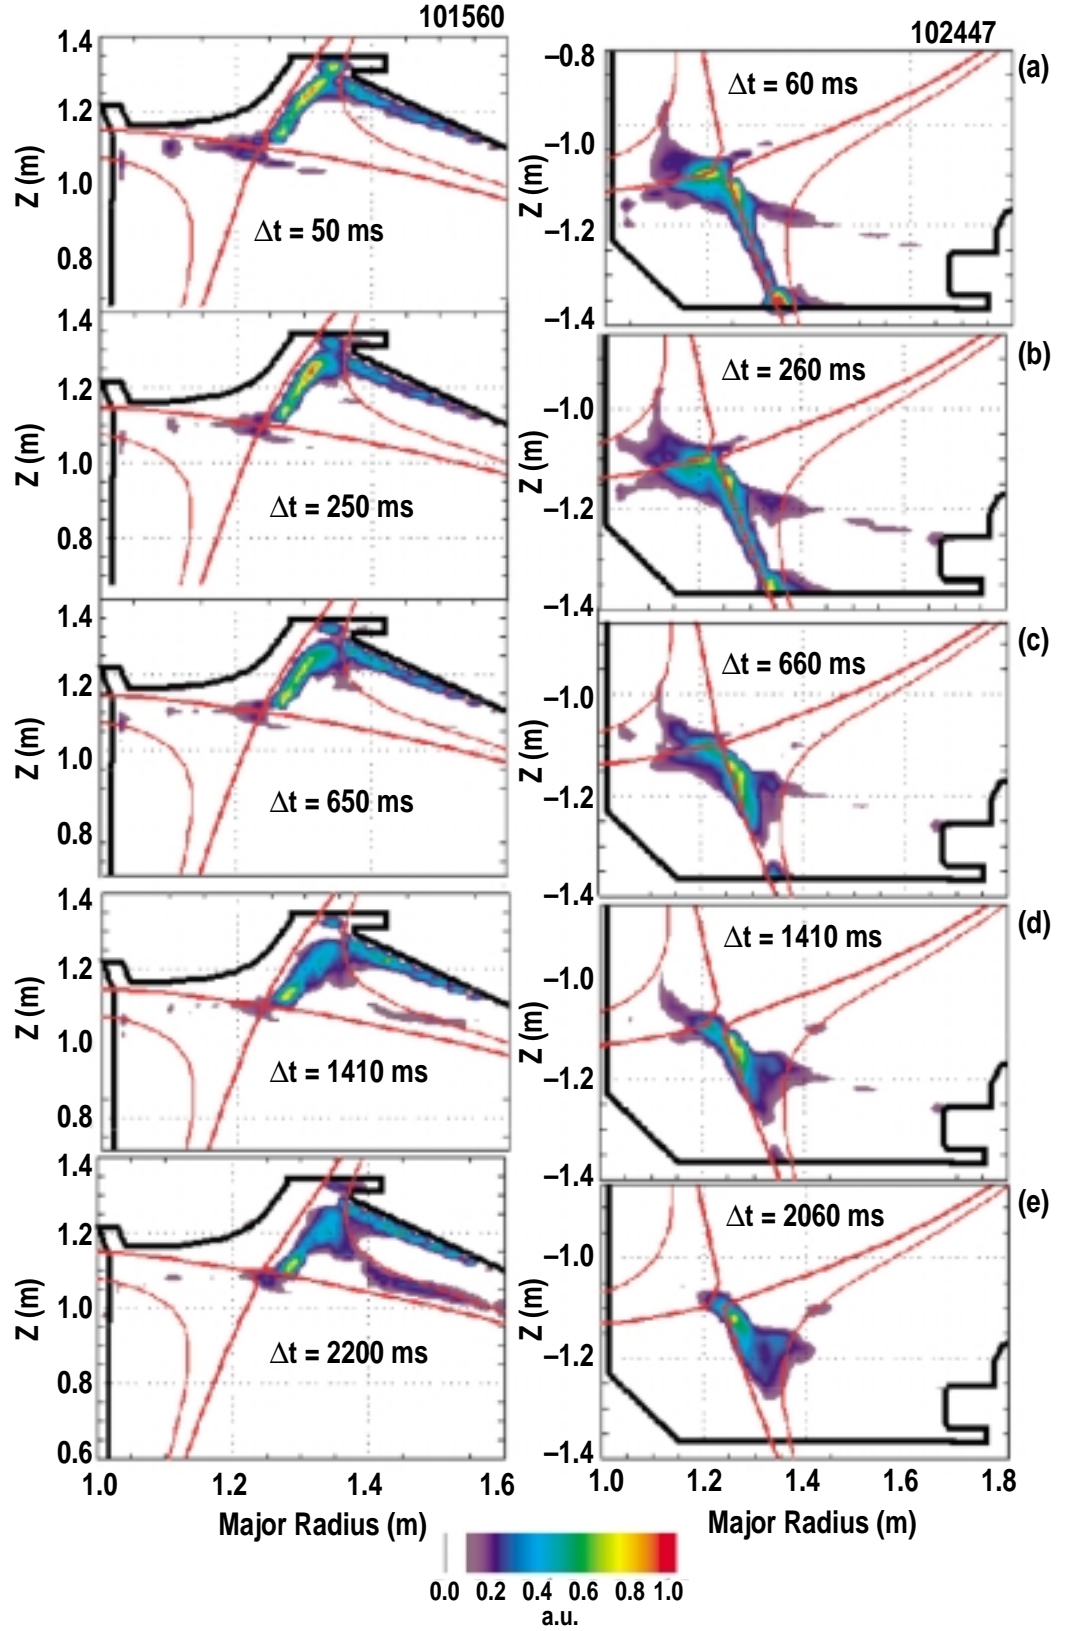 101560
102447
1.4
1.2
1.0
0.8
Z (m)
Δt = 50 ms
–0.8
–1.0
–1.2
–1.4
Z (m)
Δt = 60 ms
(a)
1.4
1.2
1.0
0.8
Z (m)
Δt = 250 ms
–1.0
–1.2
–1.4
Z (m)
Δt = 260 ms
(b)
1.4
1.2
1.0
0.8
Z (m)
Δt = 650 ms
–1.0
–1.2
–1.4
Z (m)
Δt = 660 ms
(c)
1.4
1.2
1.0
0.8
Z (m)
Δt = 1410 ms
–1.0
–1.2
–1.4
Z (m)
Δt = 1410 ms
(d)
1.4
1.2
1.0
0.8
0.6
Z (m)
Δt = 2200 ms
–1.0
–1.2
–1.4
Z (m)
Δt = 2060 ms
(e)
1.0 1.2 1.4 1.6
Major Radius (m)
1.0 1.2 1.4 1.6 1.8
Major Radius (m)
0.0 0.2 0.4 0.6 0.8 1.0
a.u.